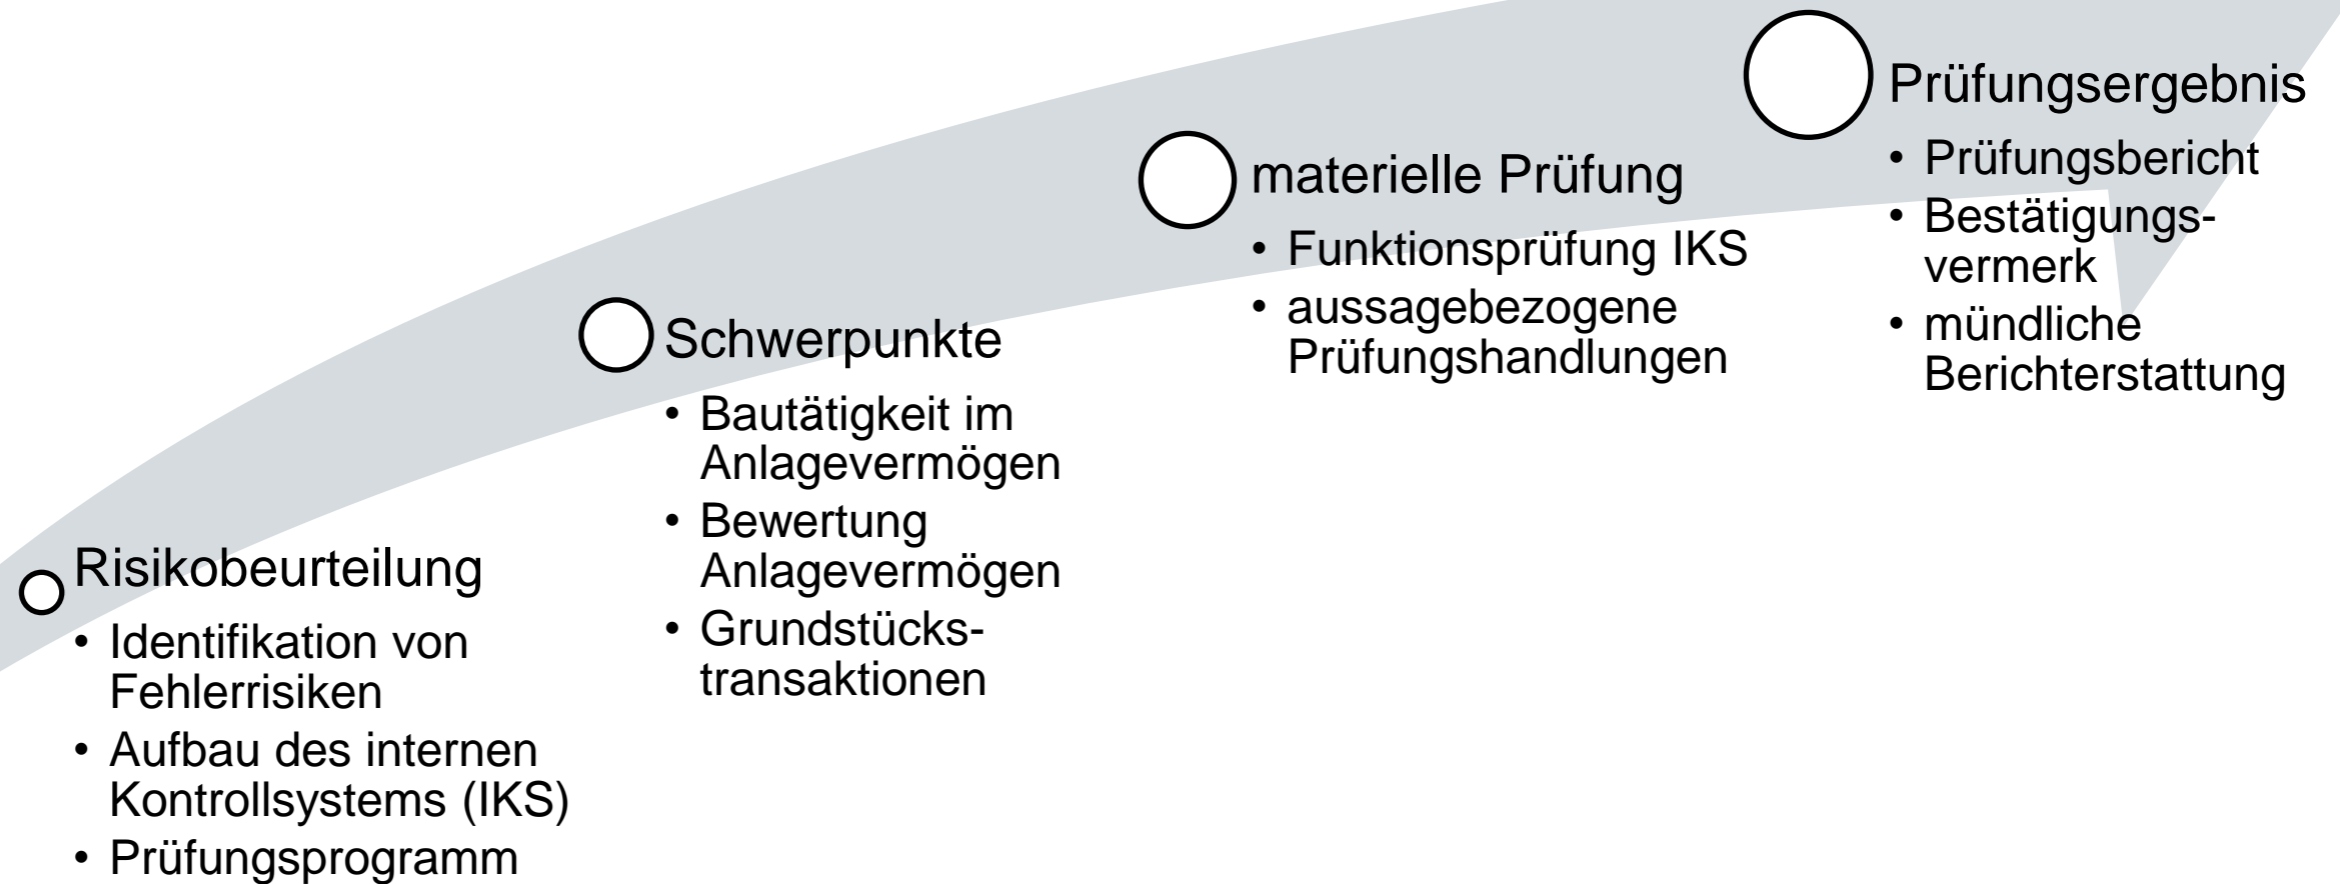 Risikobeurteilung
• Identifikation von
Fehlerrisiken
• Aufbau des internen
Kontrollsystems (IKS)
• Prüfungsprogramm
Schwerpunkte
• Bautätigkeit im
Anlagevermögen
• Bewertung
Anlagevermögen
• Grundstücks-
transaktionen
materielle Prüfung
• Funktionsprüfung IKS
• aussagebezogene
Prüfungshandlungen
Prüfungsergebnis
• Prüfungsbericht
• Bestätigungs-
vermerk
• mündliche
Berichterstattung